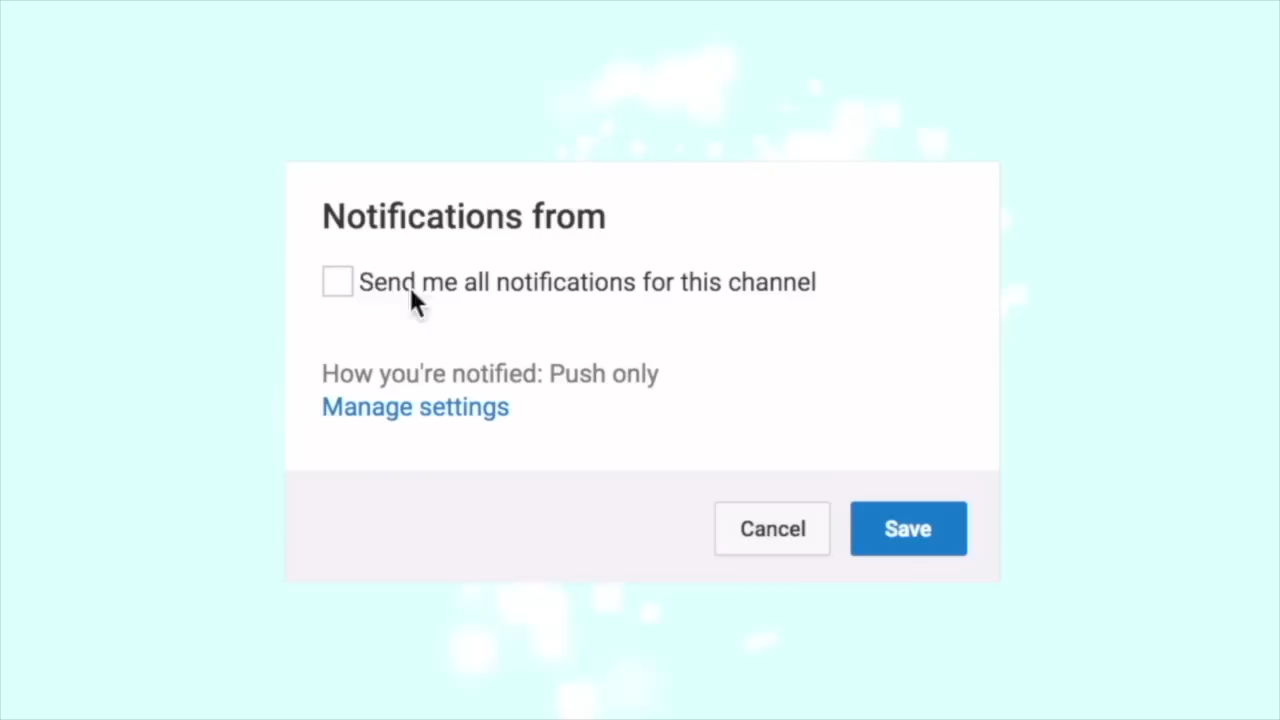 Notifications from
Send me all notifications for this channel
How you're notified: Push only
Manage settings
Cancel Save